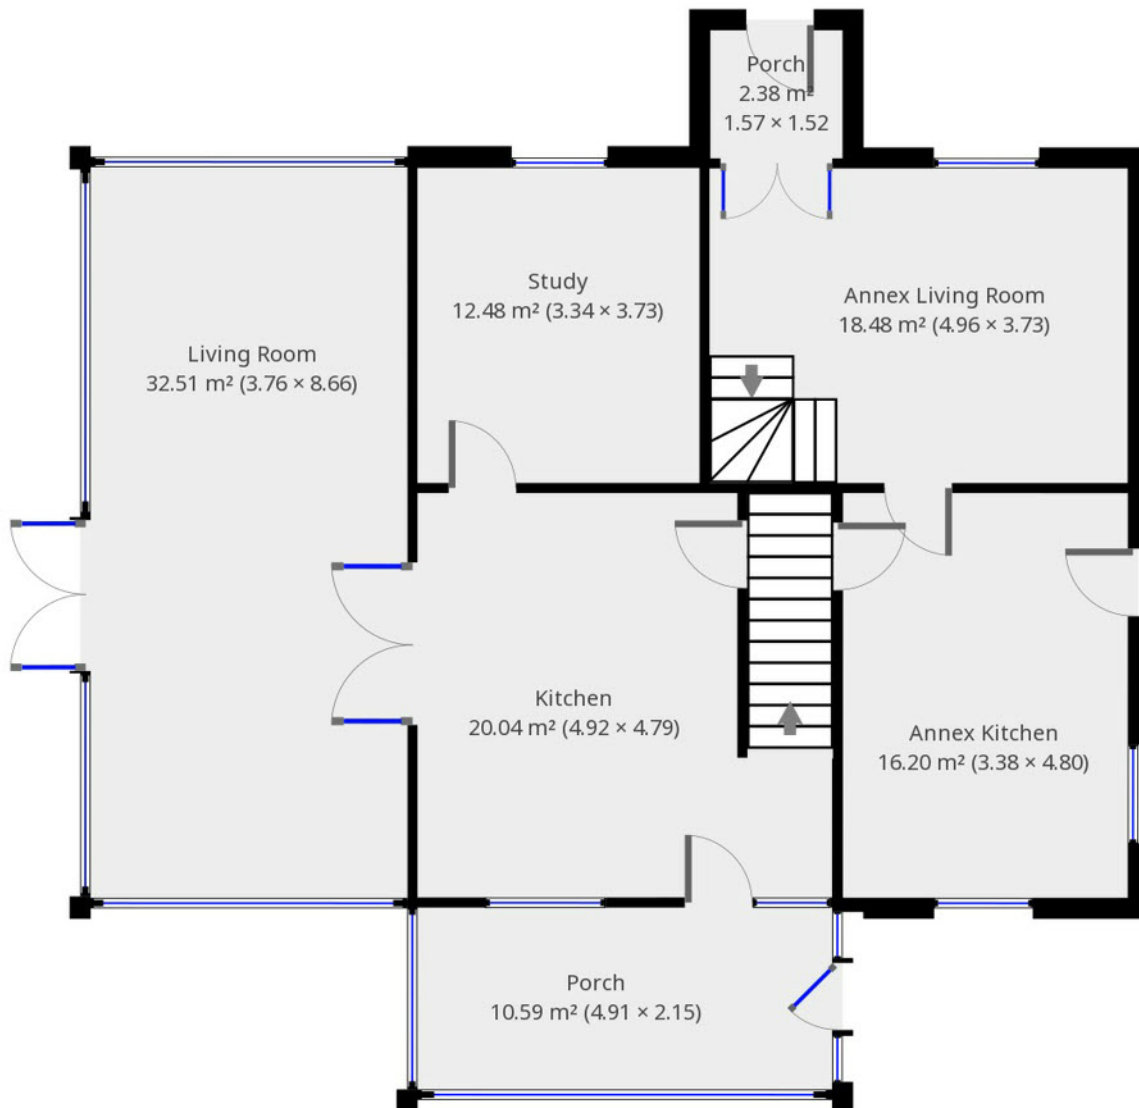 Porch
2.38 m²
1.57 × 1.52
Study
12.48 m² (3.34 × 3.73)
Annex Living Room
18.48 m² (4.96 × 3.73)
Living Room
32.51 m² (3.76 × 8.66)
Kitchen
20.04 m² (4.92 × 4.79)
Annex Kitchen
16.20 m² (3.38 × 4.80)
Porch
10.59 m² (4.91 × 2.15)